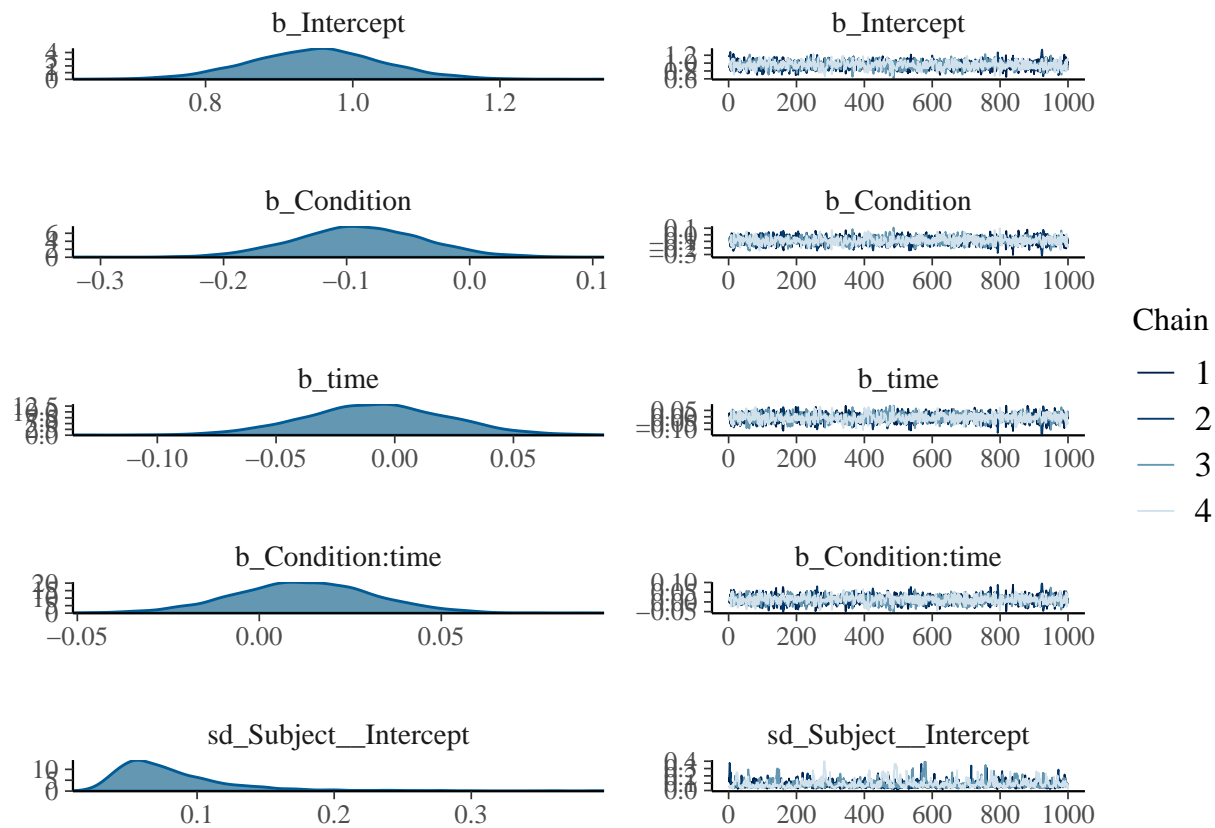 b_Intercept
b_Intercept
0.8 1.0 1.2
0 200 400 600 800 1000
b_Condition
b_Condition
−0.3 −0.2 −0.1 0.0 0.1
0 200 400 600 800 1000
Chain
1
2
3
4
b_time
b_time
−0.10 −0.05 0.00 0.05
0 200 400 600 800 1000
b_Condition:time
b_Condition:time
−0.05 0.00 0.05
0 200 400 600 800 1000
sd_Subject__Intercept
sd_Subject__Intercept
10
5
0
0.1 0.2 0.3
0 200 400 600 800 1000